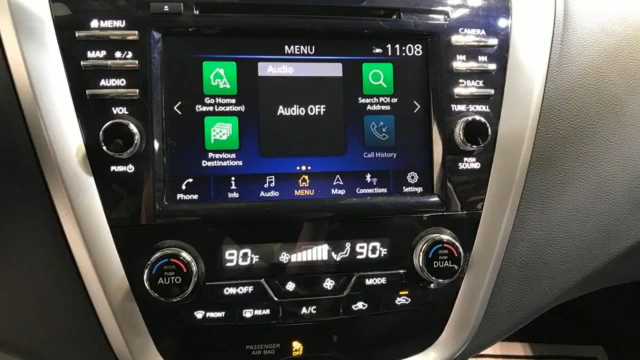 MENU
MENU
11:08
CAMERA
MAP
AUDIO
Audio
BACK
Go Home
(Save Location)
Audio OFF
Search POI or
Address
VOL
TUNE·SCROLL
Previous
Destinations
Call History
PUSH
PUSH
SOUND
Phone
Info
Audio
MENU
Map
Connections
Settings
90°F
90°F
PUSH
AUTO
PUSH
DUAL
ON·OFF
MODE
FRONT
REAR
A/C
PASSENGER
AIR BAG